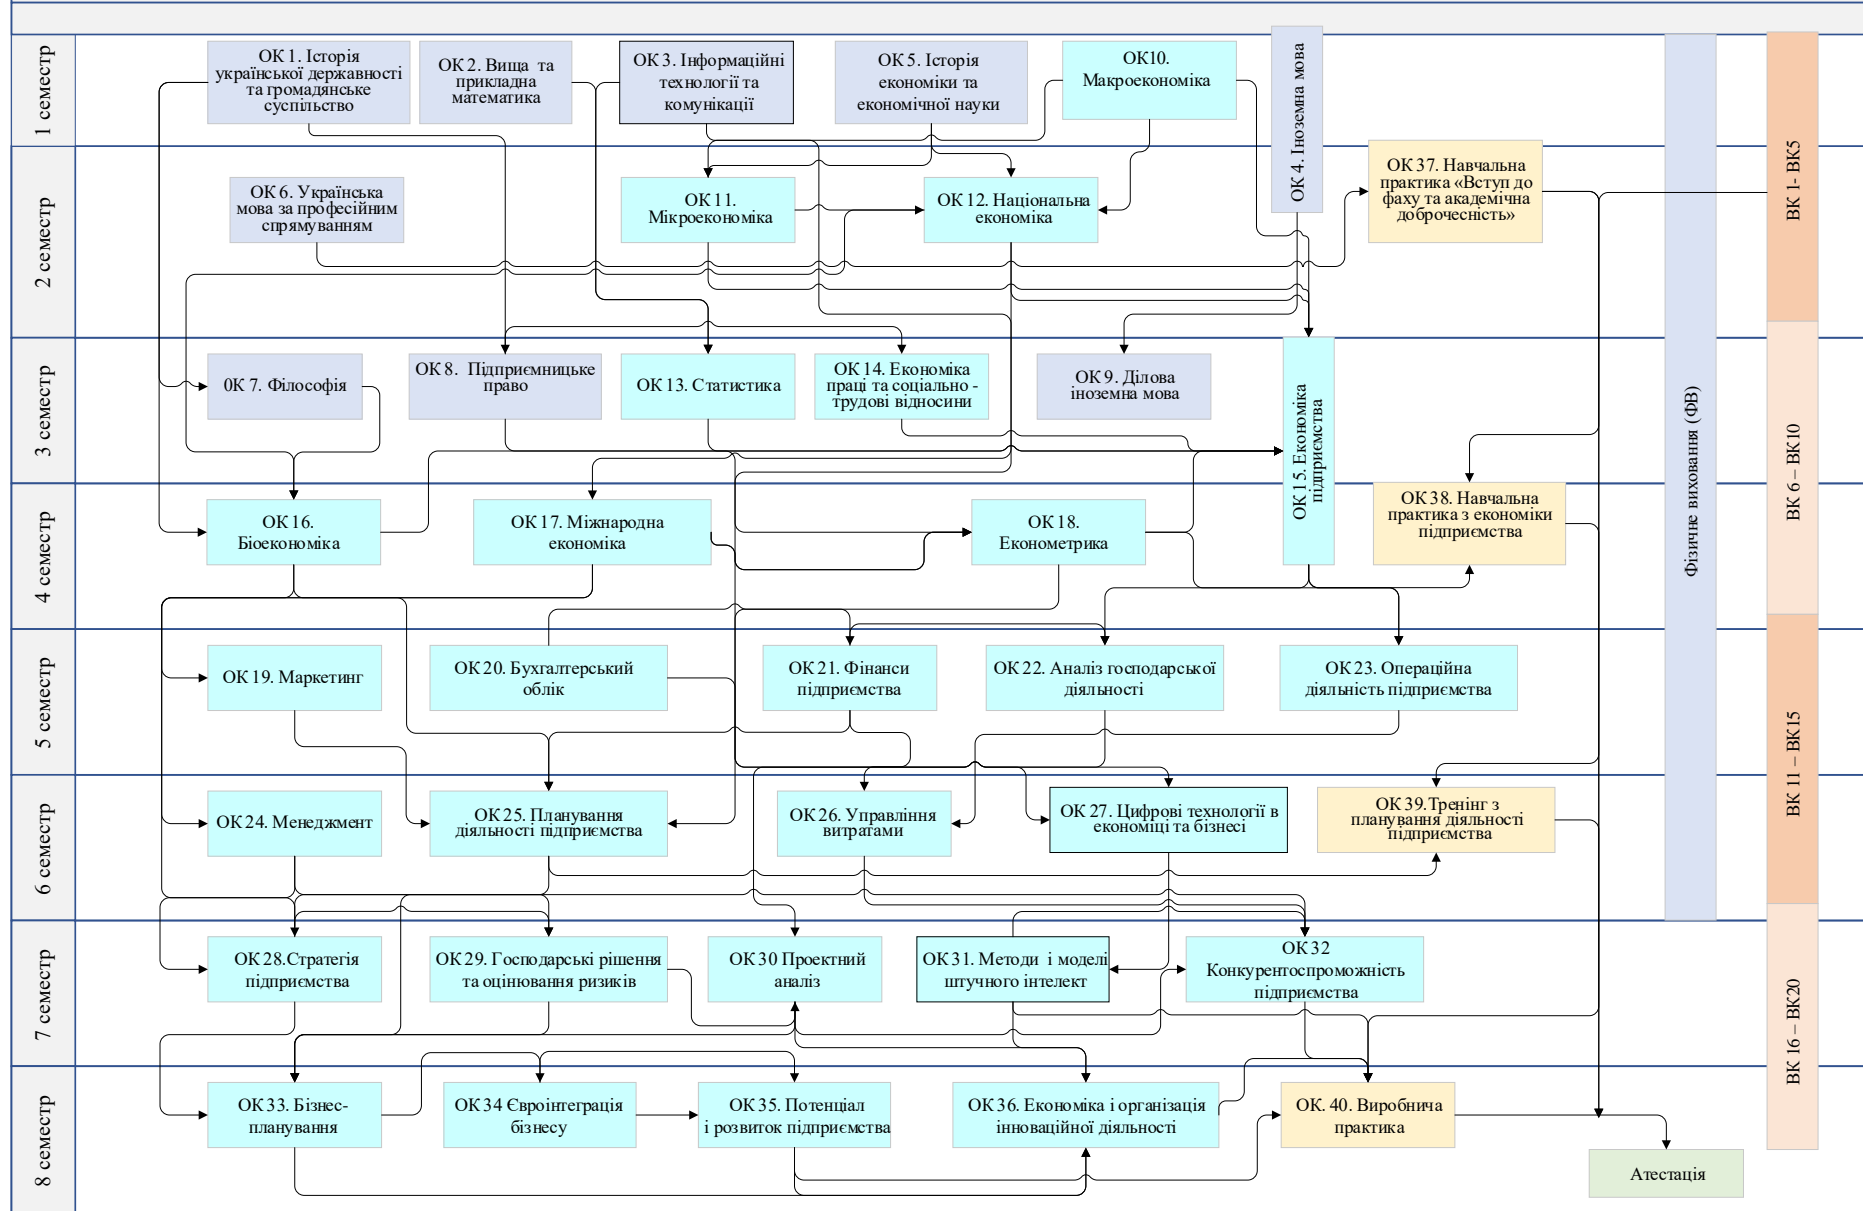 1 семестр
ОК 1. Історія
української державності
та громадянське
суспільство
ОК 2. Вища та
прикладна
математика
ОК 3. Інформаційні
технології та
комунікації
ОК 5. Історія
економіки та
економічної науки
ОК10.
Макроекономіка
ОК 4. Іноземна мова
2 семестр
ОК 6. Українська
мова за професійним
спрямуванням
ОК 11.
Мікроекономіка
ОК 12. Національна
економіка
ОК 37. Навчальна
практика «Вступ до
фаху та академічна
доброчесність»
ВК 1- ВК5
3 семестр
0К 7. Філософія
ОК 8. Підприємницьке
право
ОК 13. Статистика
ОК 14. Економіка
праці та соціально -
трудові відносини
ОК 9. Ділова
іноземна мова
ОК 15. Економіка
підприємства
Фізичне виховання (ФВ)
ВК 6 – ВК10
4 семестр
ОК 16.
Біоекономіка
ОК 17. Міжнародна
економіка
ОК 18.
Економетрика
ОК 38. Навчальна
практика з економіки
підприємства
5 семестр
ОК 19. Маркетинг
ОК 20. Бухгалтерський
облік
ОК 21. Фінанси
підприємства
ОК 22. Аналіз господарської
діяльності
ОК 23. Операційна
діяльність підприємства
ВК 11 – ВК15
6 семестр
ОК 24. Менеджмент
ОК 25. Планування
діяльності підприємства
ОК 26. Управління
витратами
ОК 27. Цифрові технології в
економіці та бізнесі
ОК 39.Тренінг з
планування діяльності
підприємства
7 семестр
ОК 28.Стратегія
підприємства
ОК 29. Господарські рішення
та оцінювання ризиків
ОК 30 Проектний
аналіз
ОК 31. Методи і моделі
штучного інтелект
ОК 32
Конкурентоспроможність
підприємства
ВК 16 – ВК20
8 семестр
ОК 33. Бізнес-
планування
ОК 34 Євроінтеграція
бізнесу
ОК 35. Потенціал
і розвиток підприємства
ОК 36. Економіка і організація
інноваційної діяльності
ОК. 40. Виробнича
практика
Атестація